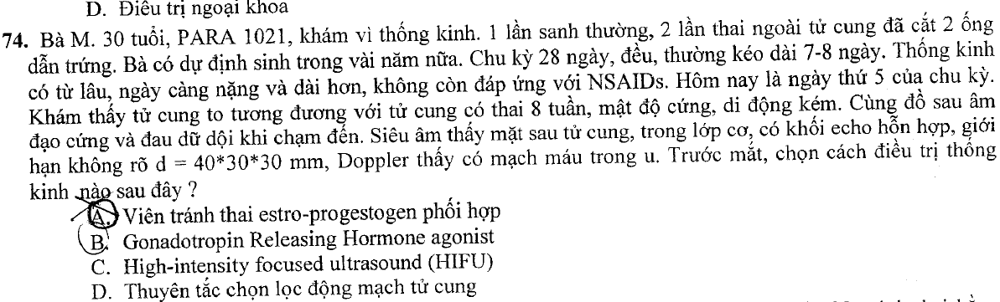 D. Điều trị ngoại khoa
74. Bà M. 30 tuổi, PARA 1021, khám vì thống kinh. 1 lần sanh thường, 2 lần thai ngoài tử cung đã cắt 2 ống
dẫn trứng. Bà có dự định sinh trong vài năm nữa. Chu kỳ 28 ngày, đều, thường kéo dài 7-8 ngày. Thống kinh
có từ lâu, ngày càng nặng và dài hơn, không còn đáp ứng với NSAIDs. Hôm nay là ngày thứ 5 của chu kỳ.
Khám thấy tử cung to tương đương với tử cung có thai 8 tuần, mật độ cứng, di động kém. Cùng đồ sau âm
đạo cứng và đau dữ dội khi chạm đến. Siêu âm thấy mặt sau tử cung, trong lớp cơ, có khối echo hỗn hợp, giới
hạn không rõ d = 40*30*30 mm, Doppler thấy có mạch máu trong u. Trước mắt, chọn cách điều trị thống
kinh nào sau đây ?
A. Viên tránh thai estro-progestogen phối hợp
B. Gonadotropin Releasing Hormone agonist
C. High-intensity focused ultrasound (HIFU)
D. Thuyên tắc chọn lọc động mạch tử cung